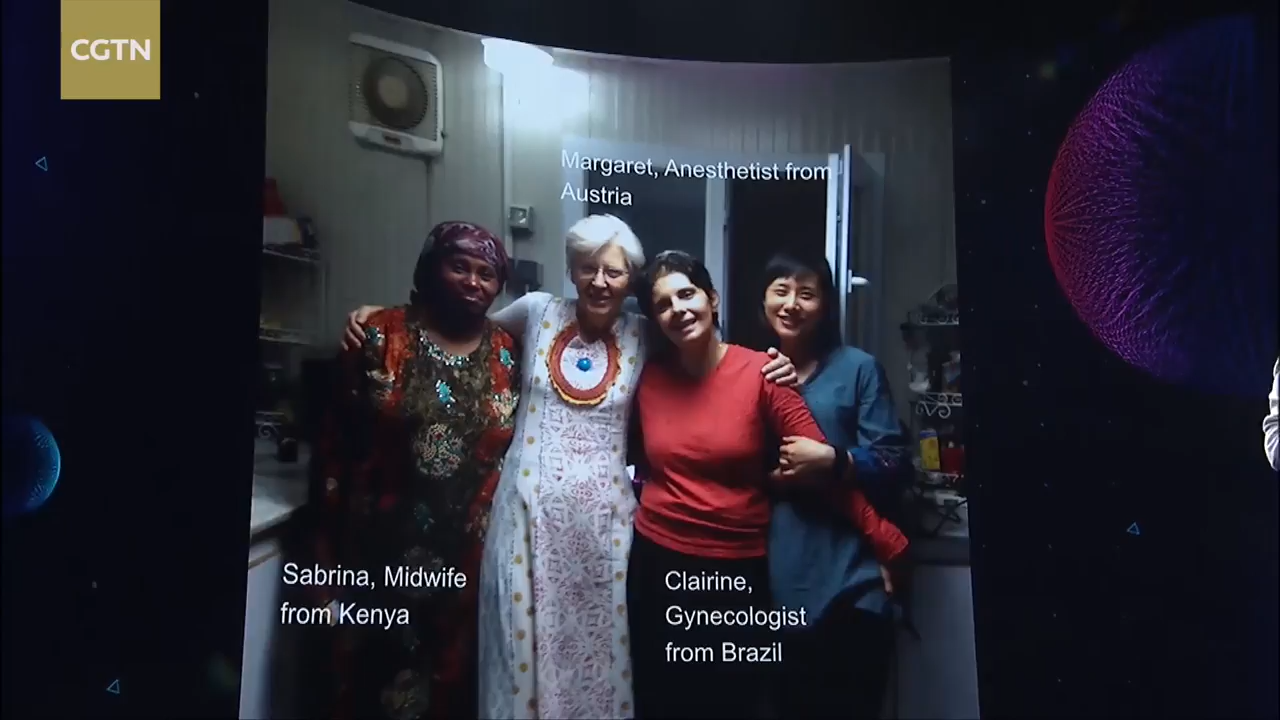 CGTN
Margaret, Anesthetist from
Austria
Sabrina, Midwife
from Kenya
Clairine,
Gynecologist
from Brazil